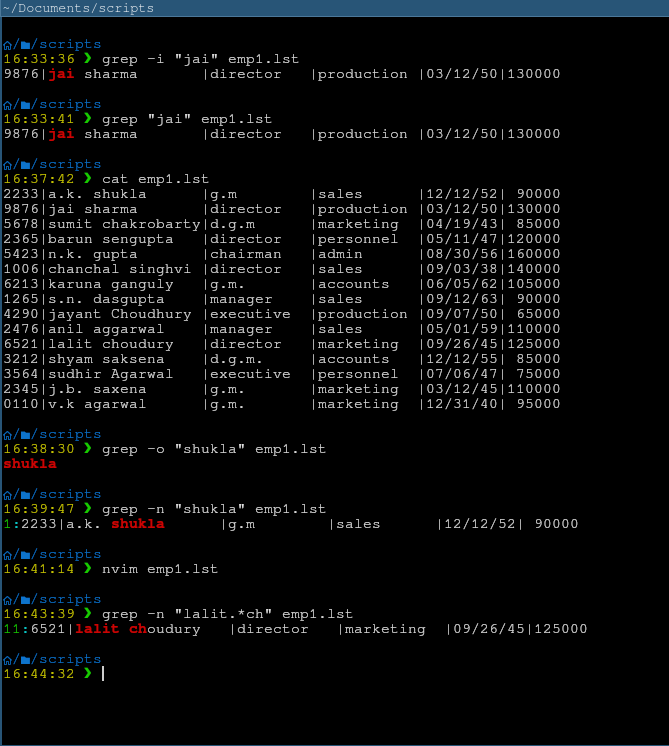 ~/Documents/scripts
/ /scripts
16:33:36 ❯ grep -i "jai" emp1.lst
9876|jai sharma        |director   |production |03/12/50|130000
/ /scripts
16:33:41 ❯ grep "jai" emp1.lst
9876|jai sharma        |director   |production |03/12/50|130000
/ /scripts
16:37:42 ❯ cat emp1.lst
2233|a.k. shukla       |g.m        |sales      |12/12/52| 90000
9876|jai sharma        |director   |production |03/12/50|130000
5678|sumit chakrobarty|d.g.m      |marketing  |04/19/43| 85000
2365|barun sengupta    |director   |personnel  |05/11/47|120000
5423|n.k. gupta        |chairman   |admin      |08/30/56|160000
1006|chanchal singhvi  |director   |sales      |09/03/38|140000
6213|karuna ganguly    |g.m.       |accounts   |06/05/62|105000
1265|s.n. dasgupta     |manager    |sales      |09/12/63| 90000
4290|jayant Choudhury  |executive  |production |09/07/50| 65000
2476|anil aggarwal     |manager    |sales      |05/01/59|110000
6521|lalit choudury    |director   |marketing  |09/26/45|125000
3212|shyam saksena     |d.g.m.     |accounts   |12/12/55| 85000
3564|sudhir Agarwal    |executive  |personnel  |07/06/47| 75000
2345|j.b. saxena       |g.m.       |marketing  |03/12/45|110000
0110|v.k agarwal       |g.m.       |marketing  |12/31/40| 95000
/ /scripts
16:38:30 ❯ grep -o "shukla" emp1.lst
shukla
/ /scripts
16:39:47 ❯ grep -n "shukla" emp1.lst
1:2233|a.k. shukla      |g.m        |sales      |12/12/52| 90000
/ /scripts
16:41:14 ❯ nvim emp1.lst
/ /scripts
16:43:39 ❯ grep -n "lalit.*ch" emp1.lst
11:6521|lalit choudury   |director   |marketing  |09/26/45|125000
/ /scripts
16:44:32 ❯